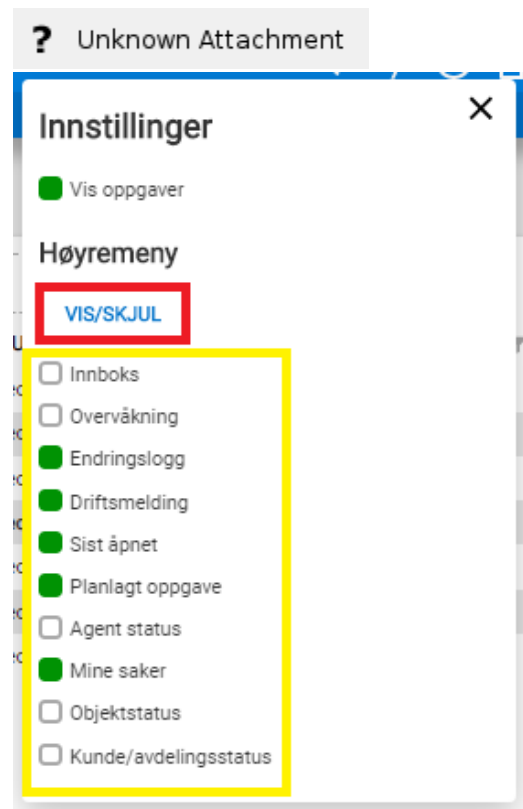 ? Unknown Attachment
Innstillinger
Vis oppgaver
Høyremeny
VIS/SKJUL
Innboks
Overvåkning
Endringslogg
Driftsmelding
Sist åpnet
Planlagt oppgave
Agent status
Mine saker
Objektstatus
Kunde/avdelingsstatus